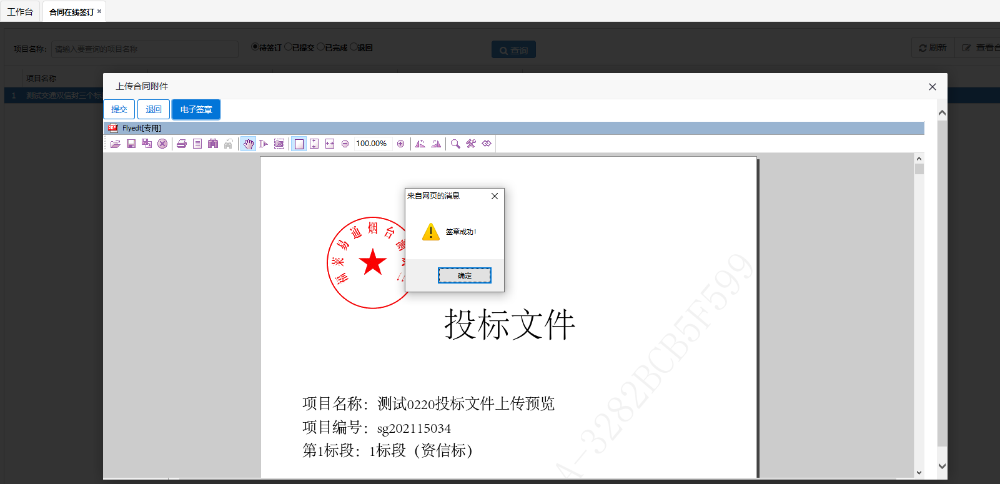 工作台 合同在线签订
项目名称： 请输入要查询的项目名称 待签订 已提交 已完成 退回 查询 刷新 查看合
项目名称
1 测试交通双信封三个标
上传合同附件
提交 退回 电子签章
Flyedt[专用]
100.00%
来自网页的消息
签章成功!
确定
易通烟台测
投标文件
项目名称：测试0220投标文件上传预览
项目编号：sg202115034
第1标段：1标段（资信标）
A-3282BCB5F599